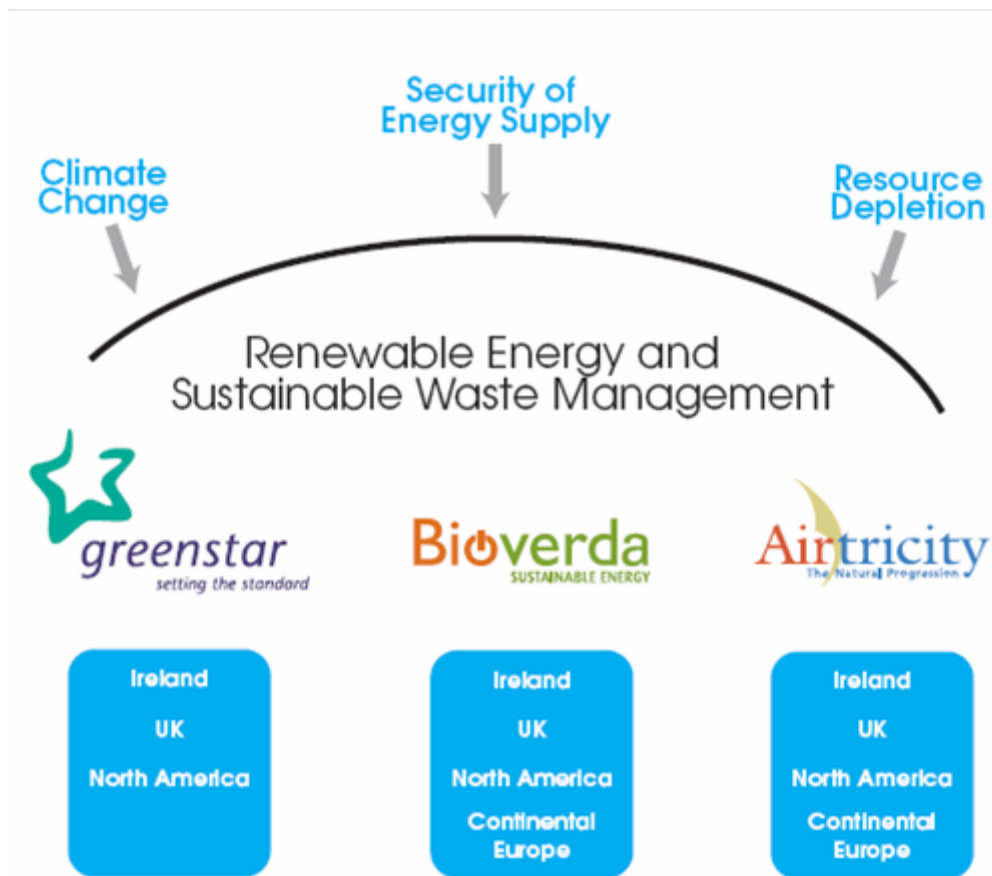 Security of
Energy Supply
Climate
Change
Resource
Depletion
Renewable Energy and
Sustainable Waste Management
greenstar
setting the standard
Bioverda
SUSTAINABLE ENERGY
Airtricity
The Natural Progression
Ireland
UK
North America
Ireland
UK
North America
Continental
Europe
Ireland
UK
North America
Continental
Europe